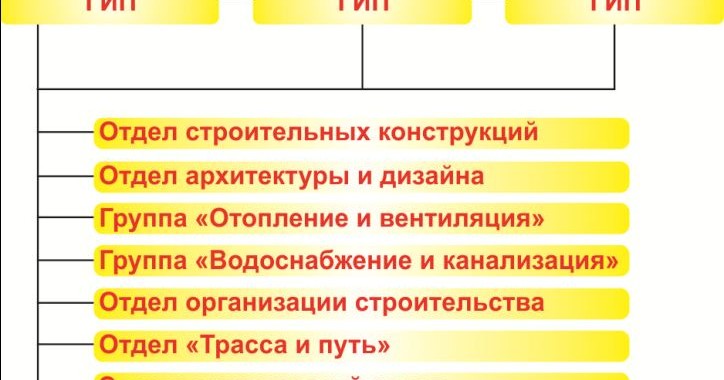 ГИП ГИП ГИП
Отдел строительных конструкций
Отдел архитектуры и дизайна
Группа «Отопление и вентиляция»
Группа «Водоснабжение и канализация»
Отдел организации строительства
Отдел «Трасса и путь»